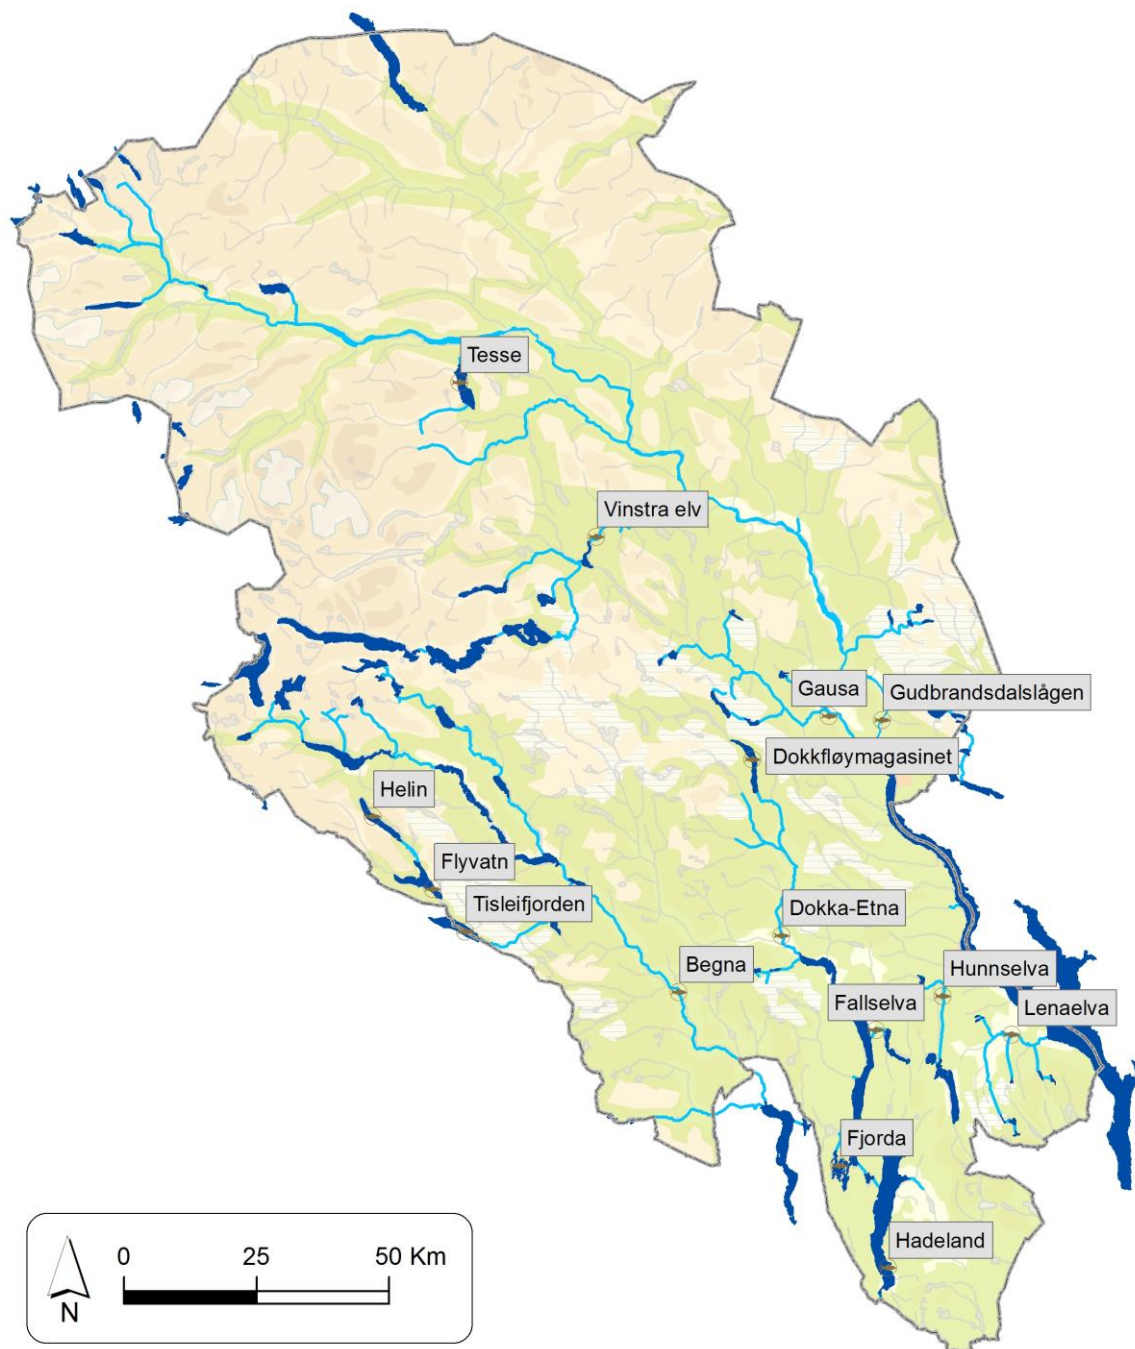 Tesse
Vinstra elv
Gausa
Gudbrandsdalslågen
Dokkfløymagasinet
Helin
Flyvatn
Tisleifjorden
Dokka-Etna
Begna
Hunnselva
Fallselva
Lenaelva
Fjorda
Hadeland
0 25 50 Km
N